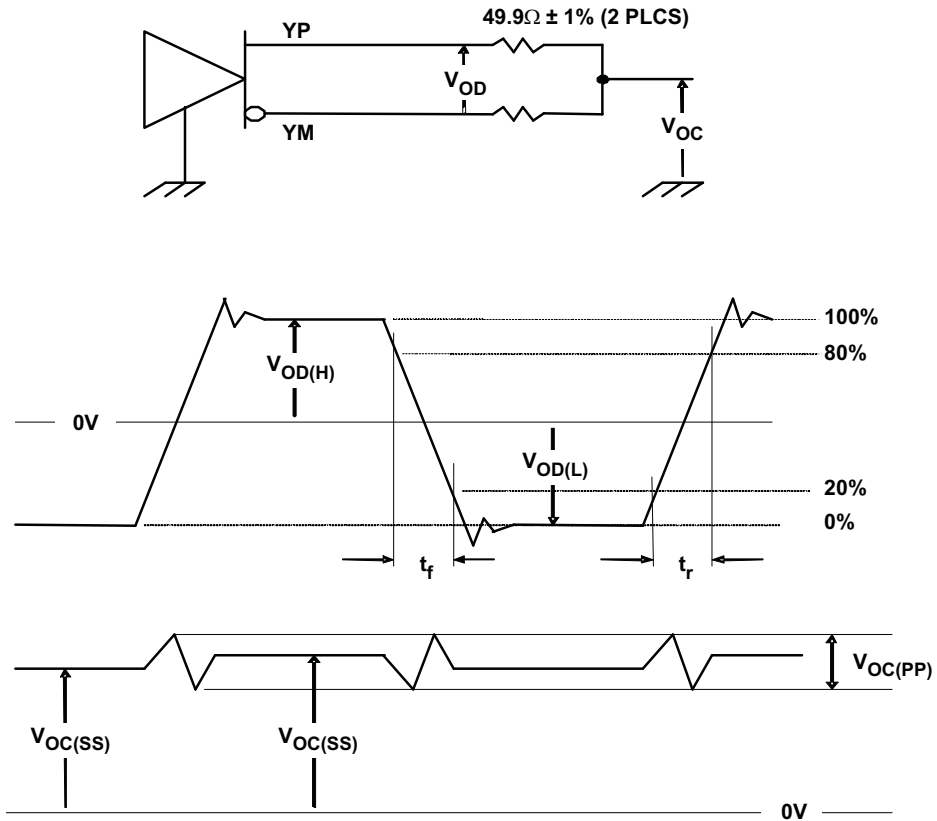 49.9Ω ± 1% (2 PLCS)
YP
VOD
YM
VOC
100%
80%
VOD(H)
0V
VOD(L)
20%
0%
tf
tr
VOC(PP)
VOC(SS)
VOC(SS)
0V